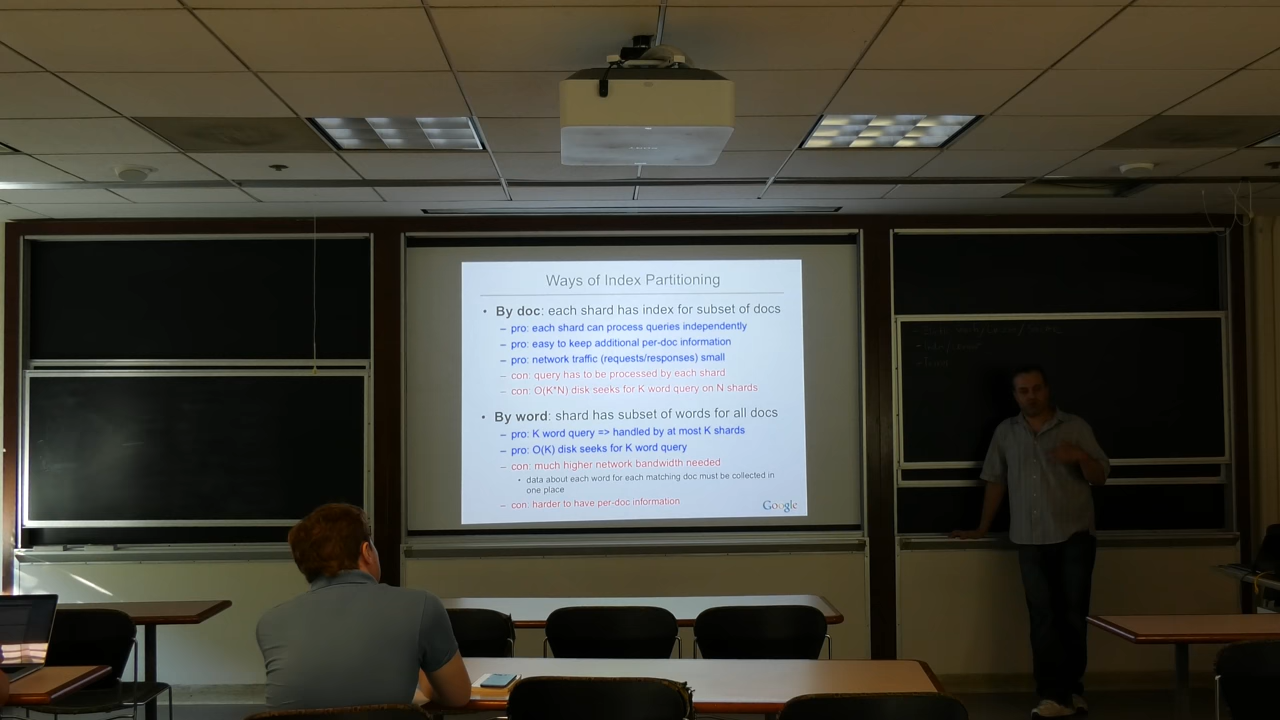 Ways of Index Partitioning
• By doc: each shard has index for subset of docs
– pro: each shard can process queries independently
– pro: easy to keep additional per-doc information
– pro: network traffic (requests/responses) small
– con: query has to be processed by each shard
– con: O(K*N) disk seeks for K word query on N shards
• By word: shard has subset of words for all docs
– pro: K word query => handled by at most K shards
– pro: O(K) disk seeks for K word query
– con: much higher network bandwidth needed
• data about each word for each matching doc must be collected in
one place
– con: harder to have per-doc information
Google